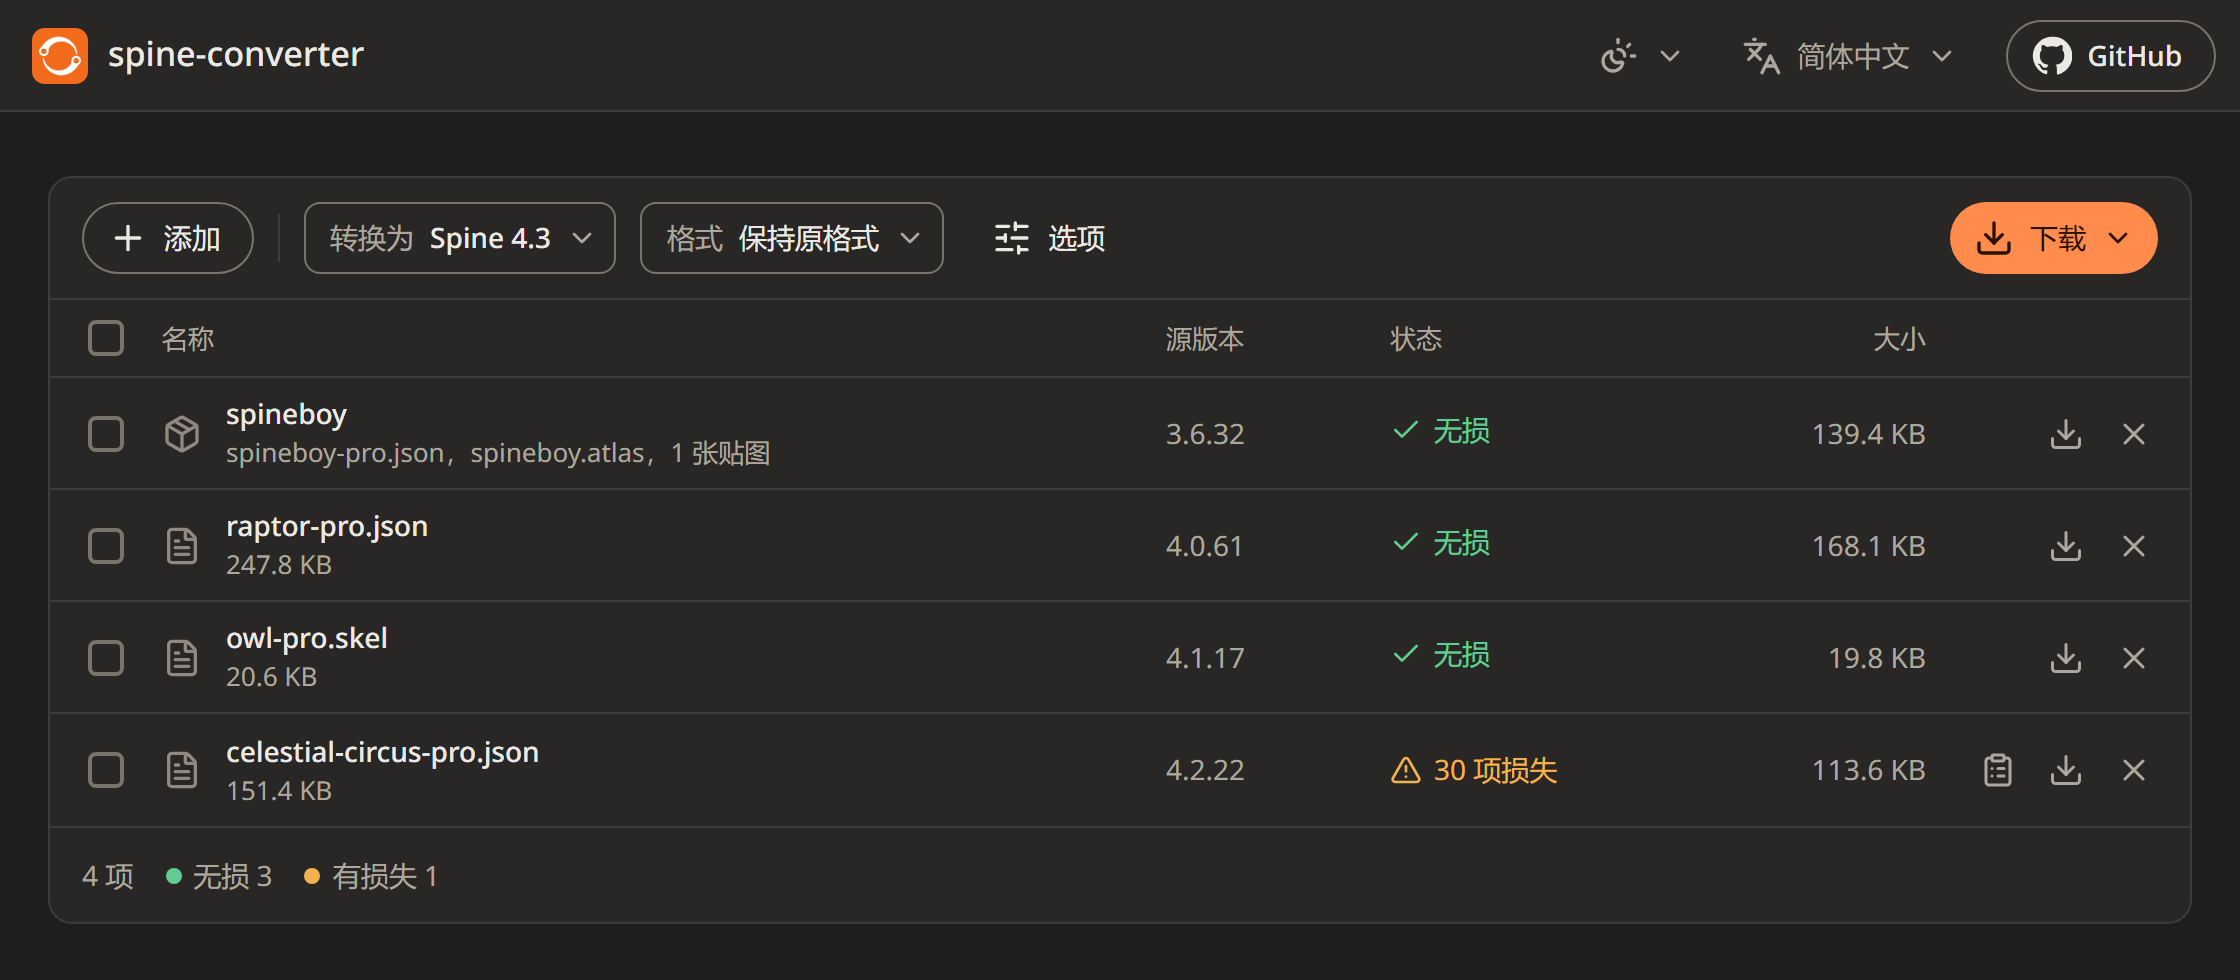 spine-converter
简体中文
GitHub
添加
转换为 Spine 4.3
格式 保持原格式
选项
下载
名称 源版本 状态 大小
spineboy
spineboy-pro.json，spineboy.atlas，1 张贴图
3.6.32 无损 139.4 KB
raptor-pro.json
247.8 KB
4.0.61 无损 168.1 KB
owl-pro.skel
20.6 KB
4.1.17 无损 19.8 KB
celestial-circus-pro.json
151.4 KB
4.2.22 30 项损失 113.6 KB
4 项 无损 3 有损失 1